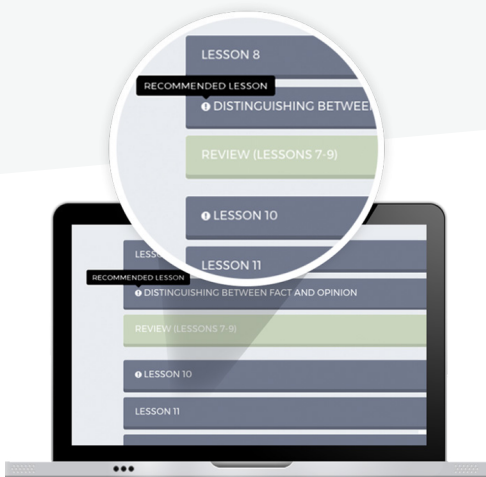 LESSON 8
RECOMMENDED LESSON
DISTINGUISHING BETWEE
REVIEW (LESSONS 7-9)
LESSON 10
LESSON 11
LESS
RECOMMENDED LESSON
DISTINGUISHING BETWEEN FACT AND OPINION
REVIEW (LESSONS 7-9)
LESSON 10
LESSON 11